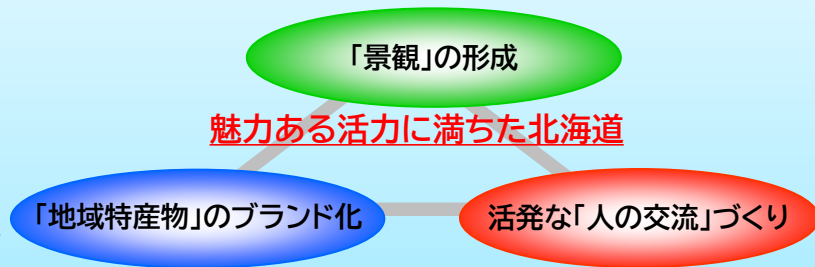 「景観」の形成
魅力ある活力に満ちた北海道
「地域特産物」のブランド化
活発な「人の交流」づくり